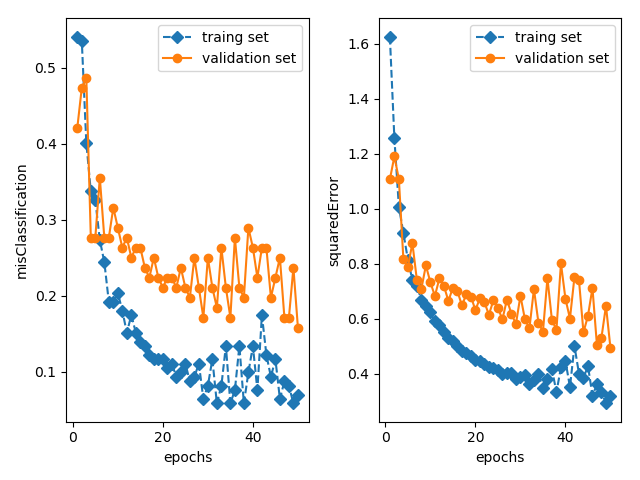 traing set
validation set
0.5
0.4
0.3
0.2
0.1
misClassification
0
20
40
epochs
traing set
validation set
1.6
1.4
1.2
1.0
0.8
0.6
0.4
squaredError
0
20
40
epochs